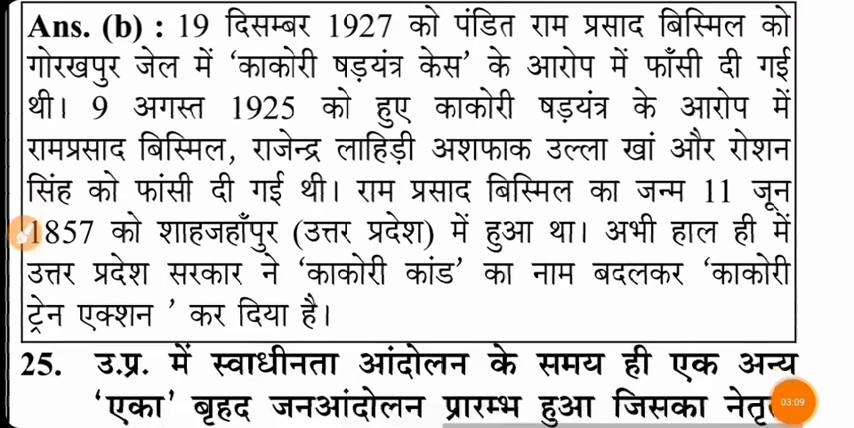 Ans. (b) : 19 दिसम्बर 1927 को पंडित राम प्रसाद बिस्मिल को
गोरखपुर जेल में ‘काकोरी षड़यंत्र केस’ के आरोप में फाँसी दी गई
थी। 9 अगस्त 1925 को हुए काकोरी षड़यंत्र के आरोप में
रामप्रसाद बिस्मिल, राजेन्द्र लाहिड़ी अशफाक उल्ला खां और रोशन
सिंह को फांसी दी गई थी। राम प्रसाद बिस्मिल का जन्म 11 जून
1857 को शाहजहाँपुर (उत्तर प्रदेश) में हुआ था। अभी हाल ही में
उत्तर प्रदेश सरकार ने ‘काकोरी कांड’ का नाम बदलकर ‘काकोरी
ट्रेन एक्शन ’ कर दिया है।
25. उ.प्र. में स्वाधीनता आंदोलन के समय ही एक अन्य
‘एका’ बृहद जनआंदोलन प्रारम्भ हुआ जिसका
03:09